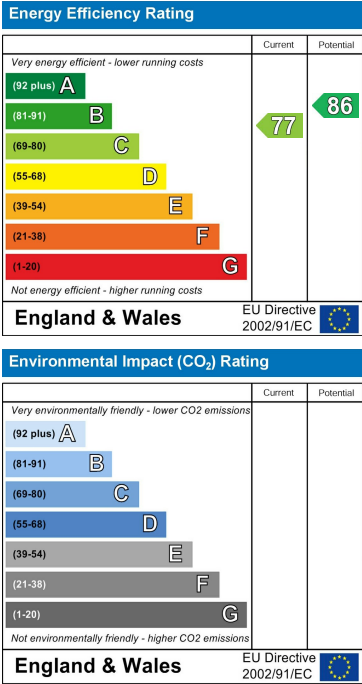 Energy Efficiency Rating
Current Potential
Very energy efficient - lower running costs
(92 plus) A
(81-91) B
(69-80) C
(55-68) D
(39-54) E
(21-38) F
(1-20) G
77
86
Not energy efficient - higher running costs
England & Wales
EU Directive
2002/91/EC
Environmental Impact (CO₂) Rating
Current Potential
Very environmentally friendly - lower CO2 emissions
(92 plus) A
(81-91) B
(69-80) C
(55-68) D
(39-54) E
(21-38) F
(1-20) G
Not environmentally friendly - higher CO2 emissions
England & Wales
EU Directive
2002/91/EC